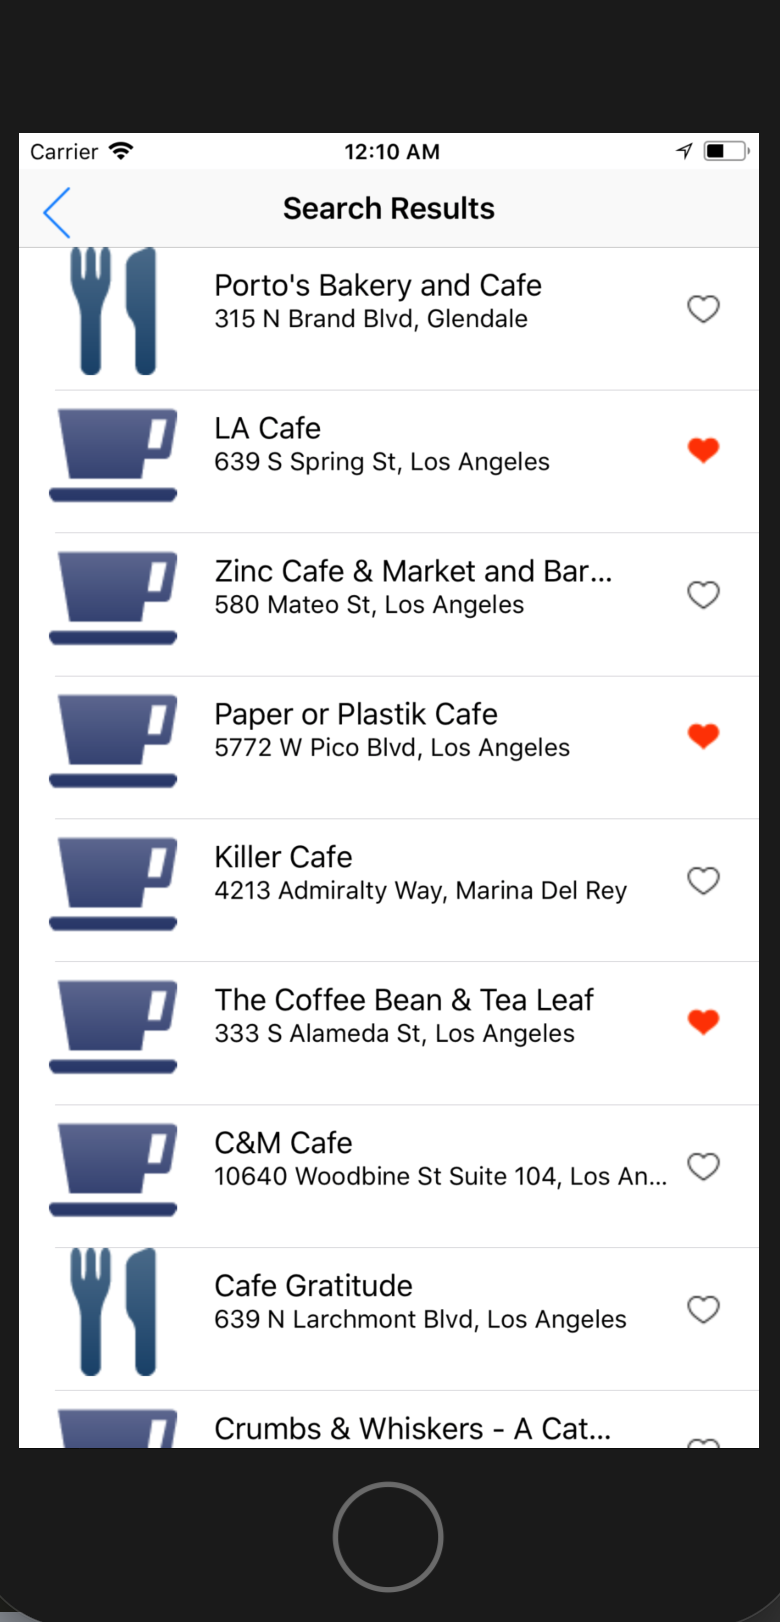 Carrier 12:10 AM
Search Results
Porto's Bakery and Cafe
315 N Brand Blvd, Glendale
LA Cafe
639 S Spring St, Los Angeles
Zinc Cafe & Market and Bar...
580 Mateo St, Los Angeles
Paper or Plastik Cafe
5772 W Pico Blvd, Los Angeles
Killer Cafe
4213 Admiralty Way, Marina Del Rey
The Coffee Bean & Tea Leaf
333 S Alameda St, Los Angeles
C&M Cafe
10640 Woodbine St Suite 104, Los An...
Cafe Gratitude
639 N Larchmont Blvd, Los Angeles
Crumbs & Whiskers - A Cat...